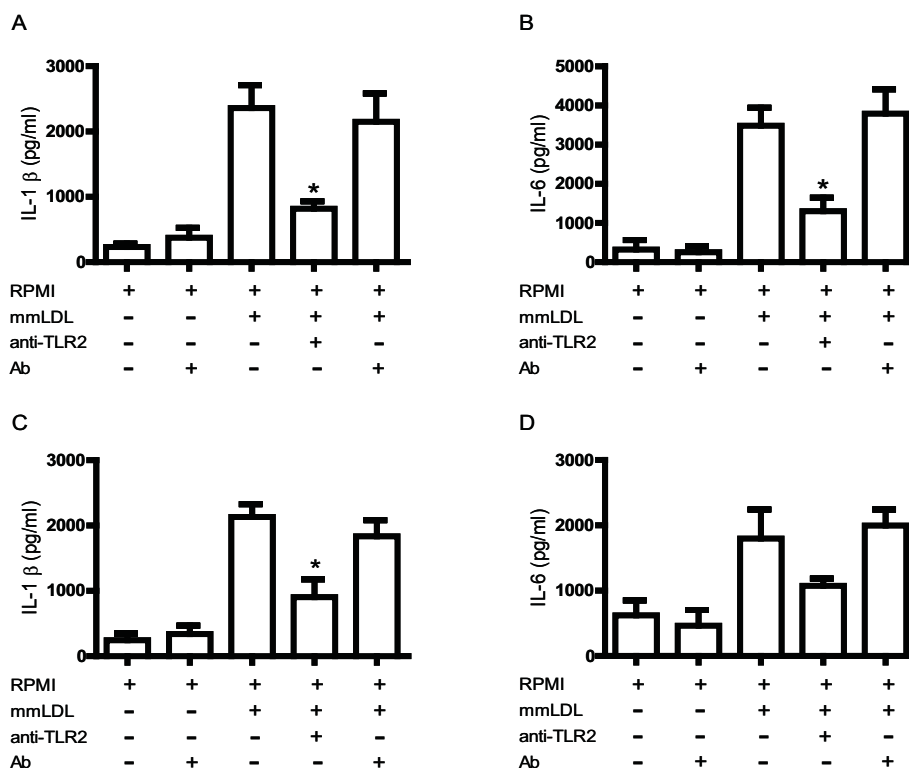 A
B
3000
2000
1000
0
IL-1 β (pg/ml)
*
RPMI + + + + +
mmLDL - - + + +
anti-TLR2 - - - + -
Ab - + - - +
5000
4000
3000
2000
1000
0
IL-6 (pg/ml)
*
RPMI + + + + +
mmLDL - - + + +
anti-TLR2 - - - + -
Ab - + - - +
C
D
3000
2000
1000
0
IL-1 β (pg/ml)
*
RPMI + + + + +
mmLDL - - + + +
anti-TLR2 - - - + -
Ab - + - - +
3000
2000
1000
0
IL-6 (pg/ml)
RPMI + + + + +
mmLDL - - + + +
anti-TLR2 - - - + -
Ab - + - - +